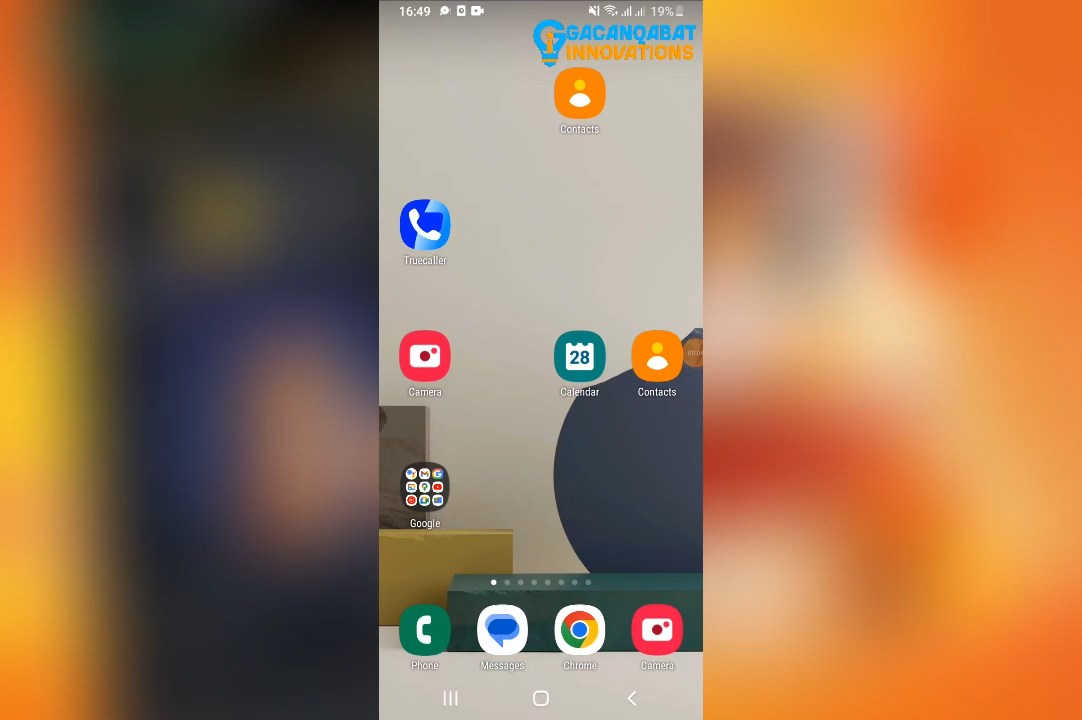 16:49
19%
GACANQABAT
INNOVATIONS
Contacts
Truecaller
Camera
28
Calendar
Contacts
Google
Phone
Messages
Chrome
Camera